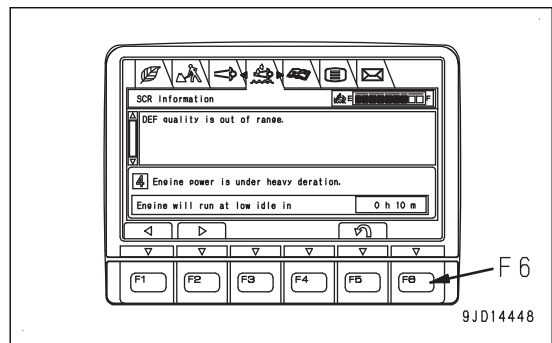 SCR Information
E F
DEF quality is out of range.
4 Engine power is under heavy deration.
Engine will run at low idle in 0 h 10 m
F1 F2 F3 F4 F5 F6
F6
9JD14448